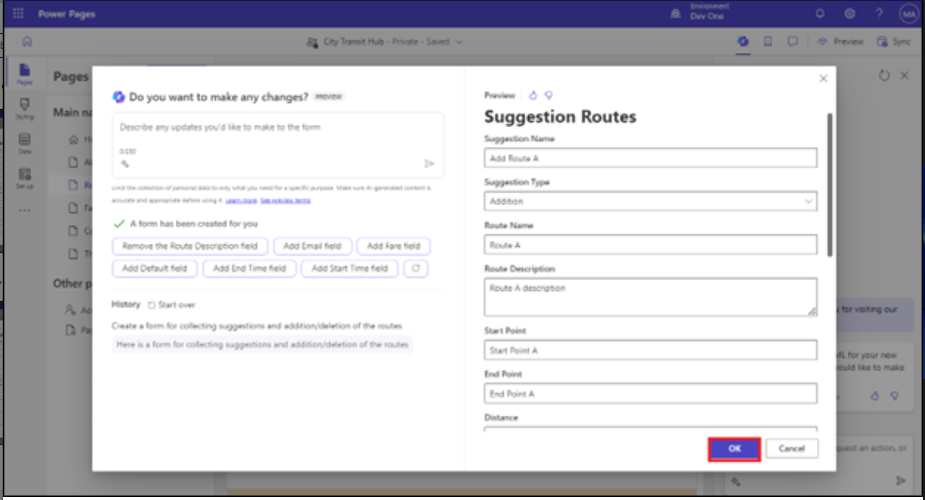 Power Pages
Environment
Dev One
MA
City Transit Hub - Private - Saved
Preview
Sync
Pages
Styling
Data
Set up
Pages
Main na
H
Al
Ro
Fa
Co
Th
Other p
Ac
Pa
Do you want to make any changes? PREVIEW
Describe any updates you'd like to make to the form
0/230
Limit the collection of personal data to only what you need for a specific purpose. Make sure AI-generated content is
accurate and appropriate before using it. Learn more See preview terms
A form has been created for you
Remove the Route Description field
Add Email field
Add Fare field
Add Default field
Add End Time field
Add Start Time field
History Start over
Create a form for collecting suggestions and addition/deletion of the routes
Here is a form for collecting suggestions and addition/deletion of the routes
Preview
Suggestion Routes
Suggestion Name
Add Route A
Suggestion Type
Addition
Route Name
Route A
Route Description
Route A description
Start Point
Start Point A
End Point
End Point A
Distance
OK
Cancel
for visiting our
ML for your new
would like to make
quest an action, or